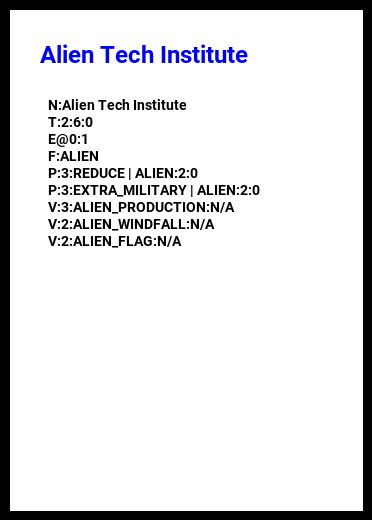 Alien Tech Institute
N:Alien Tech Institute
T:2:6:0
E@0:1
F:ALIEN
P:3:REDUCE | ALIEN:2:0
P:3:EXTRA_MILITARY | ALIEN:2:0
V:3:ALIEN_PRODUCTION:N/A
V:2:ALIEN_WINDFALL:N/A
V:2:ALIEN_FLAG:N/A